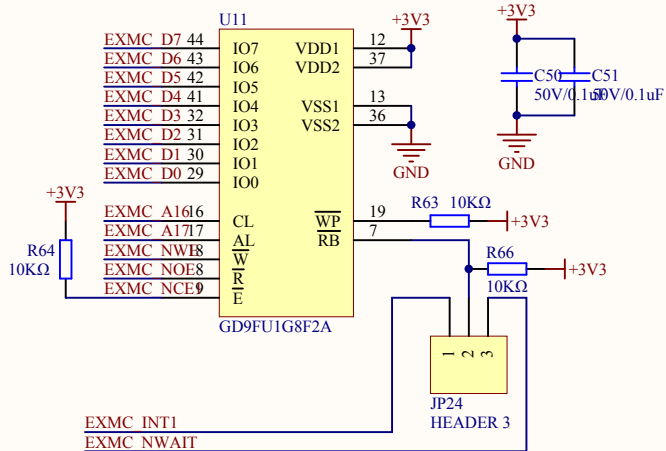 U11
+3V3
+3V3
EXMC_D7 44 IO7 VDD1 12
EXMC_D6 43 IO6 VDD2 37
EXMC_D5 42 IO5
EXMC_D4 41 IO4 VSS1 13
EXMC_D3 32 IO3 VSS2 36
EXMC_D2 31 IO2
EXMC_D1 30 IO1
EXMC_D0 29 IO0
C50
50V/0.1uF
C51
50V/0.1uF
GND
GND
+3V3
R64
10KΩ
EXMC_A16 16 CL WP 19
EXMC_A17 17 AL RB 7
EXMC_NWE 18 W
EXMC_NOE 8 R
EXMC_NCE1 9 E
R63 10KΩ
+3V3
R66
10KΩ
+3V3
GD9FU1G8F2A
1 2 3
JP24
HEADER 3
EXMC_INT1
EXMC_NWAIT